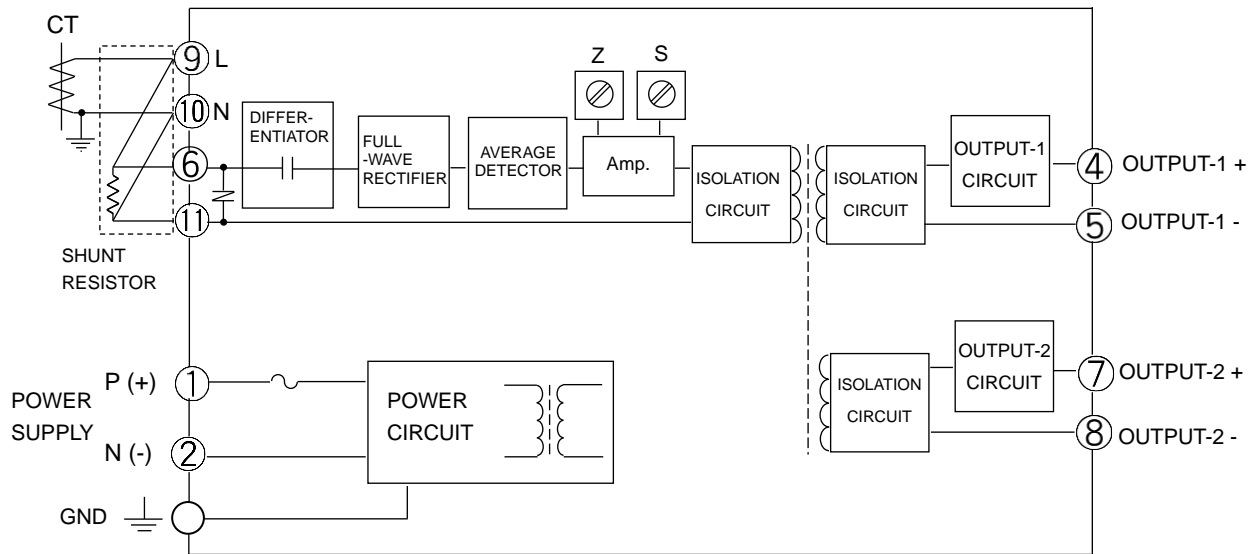 CT
9 L
10 N
6
11
SHUNT
RESISTOR
DIFFER-
ENTIATOR
FULL
-WAVE
RECTIFIER
AVERAGE
DETECTOR
Z
S
Amp.
ISOLATION
CIRCUIT
ISOLATION
CIRCUIT
OUTPUT-1
CIRCUIT
4 OUTPUT-1 +
5 OUTPUT-1 -
ISOLATION
CIRCUIT
OUTPUT-2
CIRCUIT
7 OUTPUT-2 +
8 OUTPUT-2 -
POWER
SUPPLY
P (+) 1
N (-) 2
GND
POWER
CIRCUIT